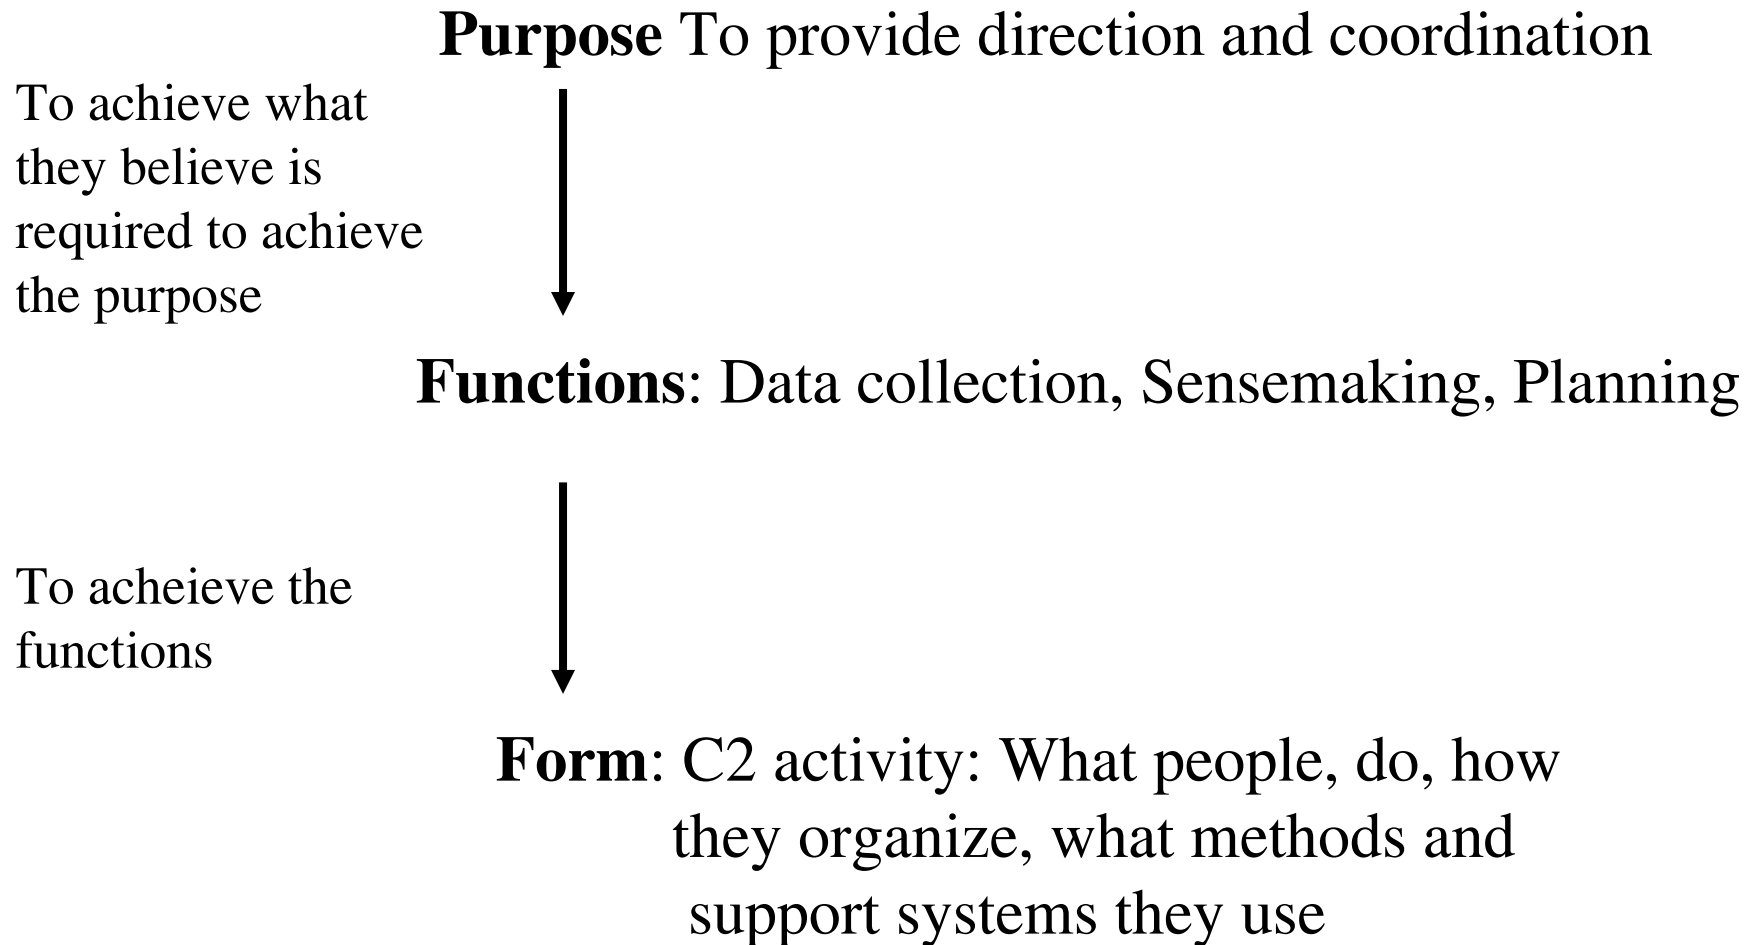 Purpose To provide direction and coordination
To achieve what
they believe is
required to achieve
the purpose
Functions: Data collection, Sensemaking, Planning
To acheieve the
functions
Form: C2 activity: What people, do, how
they organize, what methods and
support systems they use